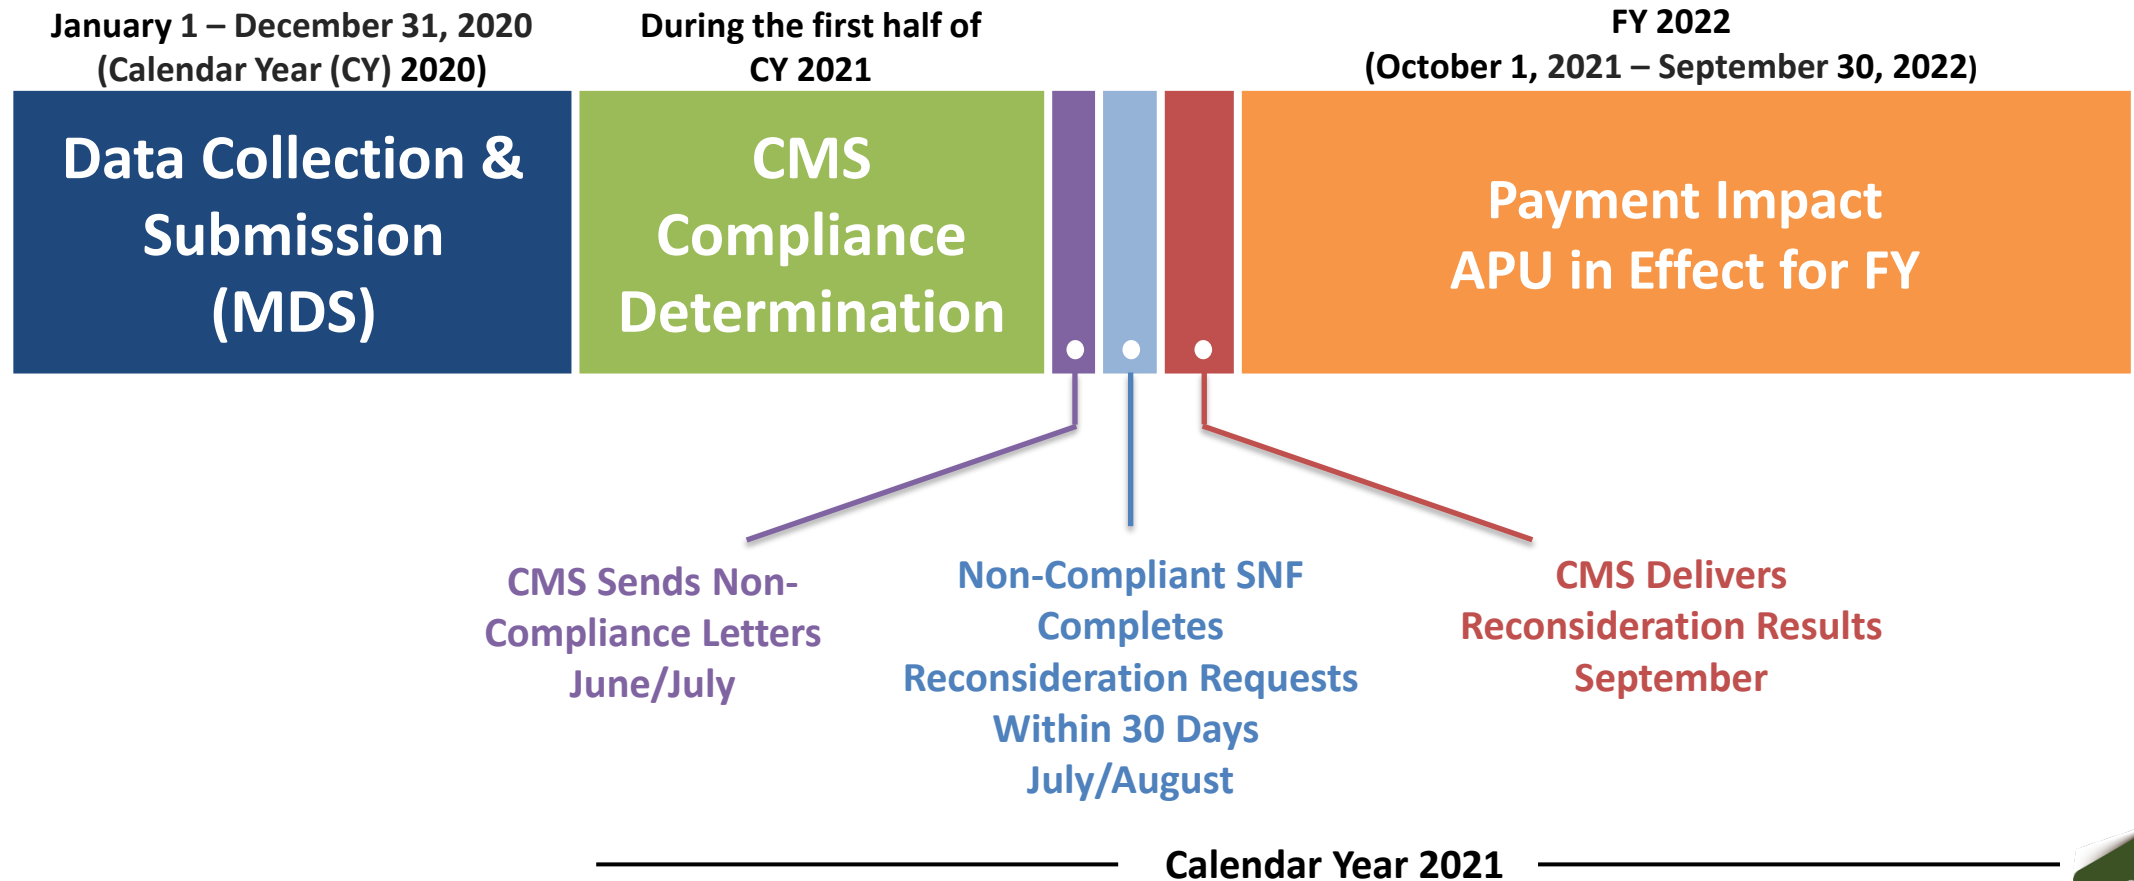 January 1 – December 31, 2020
(Calendar Year (CY) 2020)
During the first half of
CY 2021
FY 2022
(October 1, 2021 – September 30, 2022)
Data Collection &
Submission
(MDS)
CMS
Compliance
Determination
Payment Impact
APU in Effect for FY
CMS Sends Non-
Compliance Letters
June/July
Non-Compliant SNF
Completes
Reconsideration Requests
Within 30 Days
July/August
CMS Delivers
Reconsideration Results
September
Calendar Year 2021